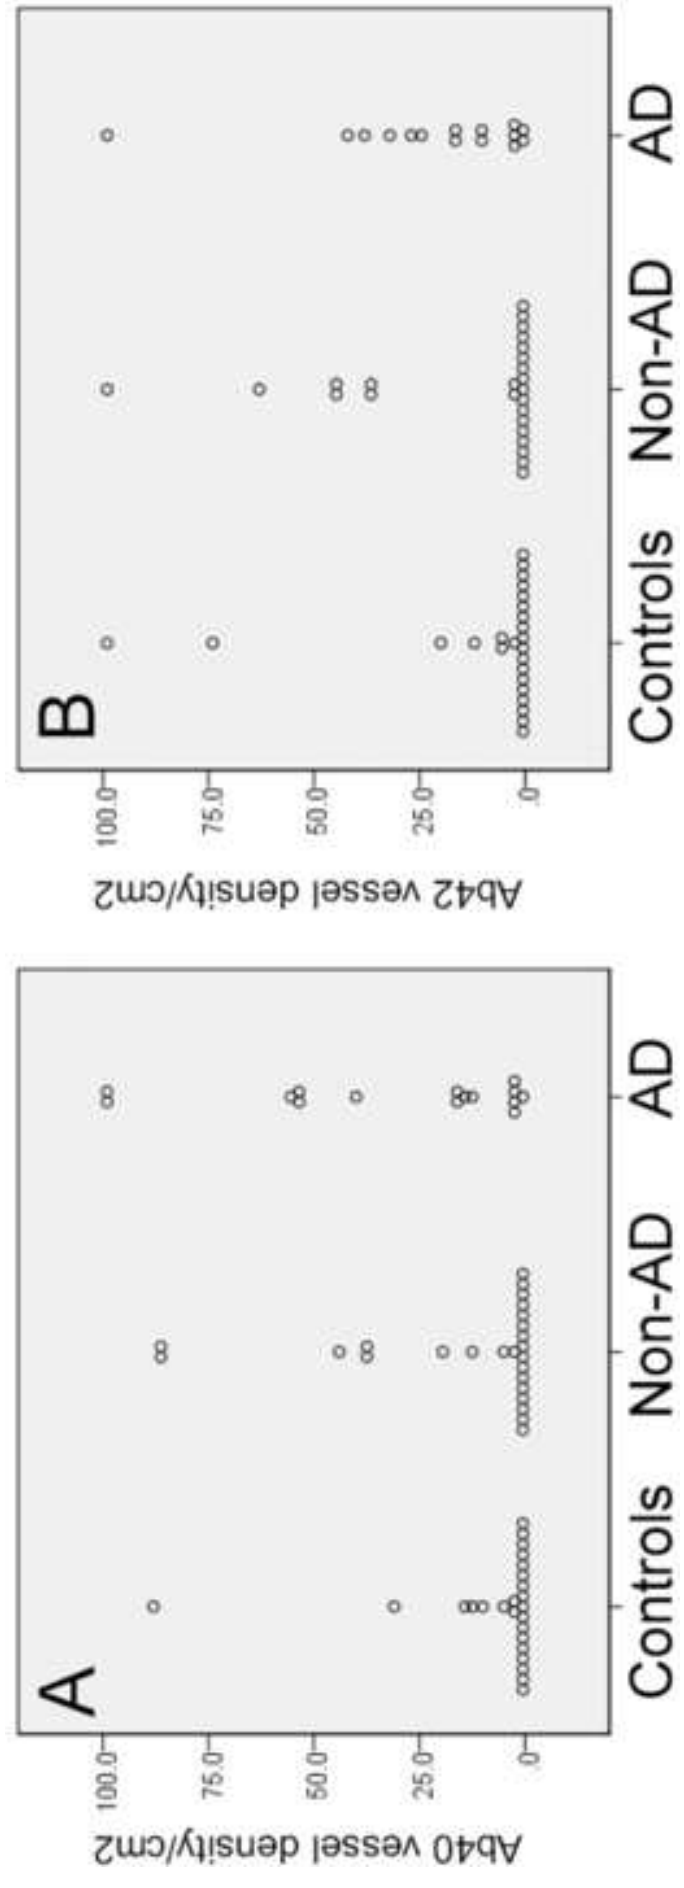 A
Ab40 vessel density/cm2
100.0
75.0
50.0
25.0
.0
Controls Non-AD AD
B
Ab42 vessel density/cm2
100.0
75.0
50.0
25.0
.0
Controls Non-AD AD